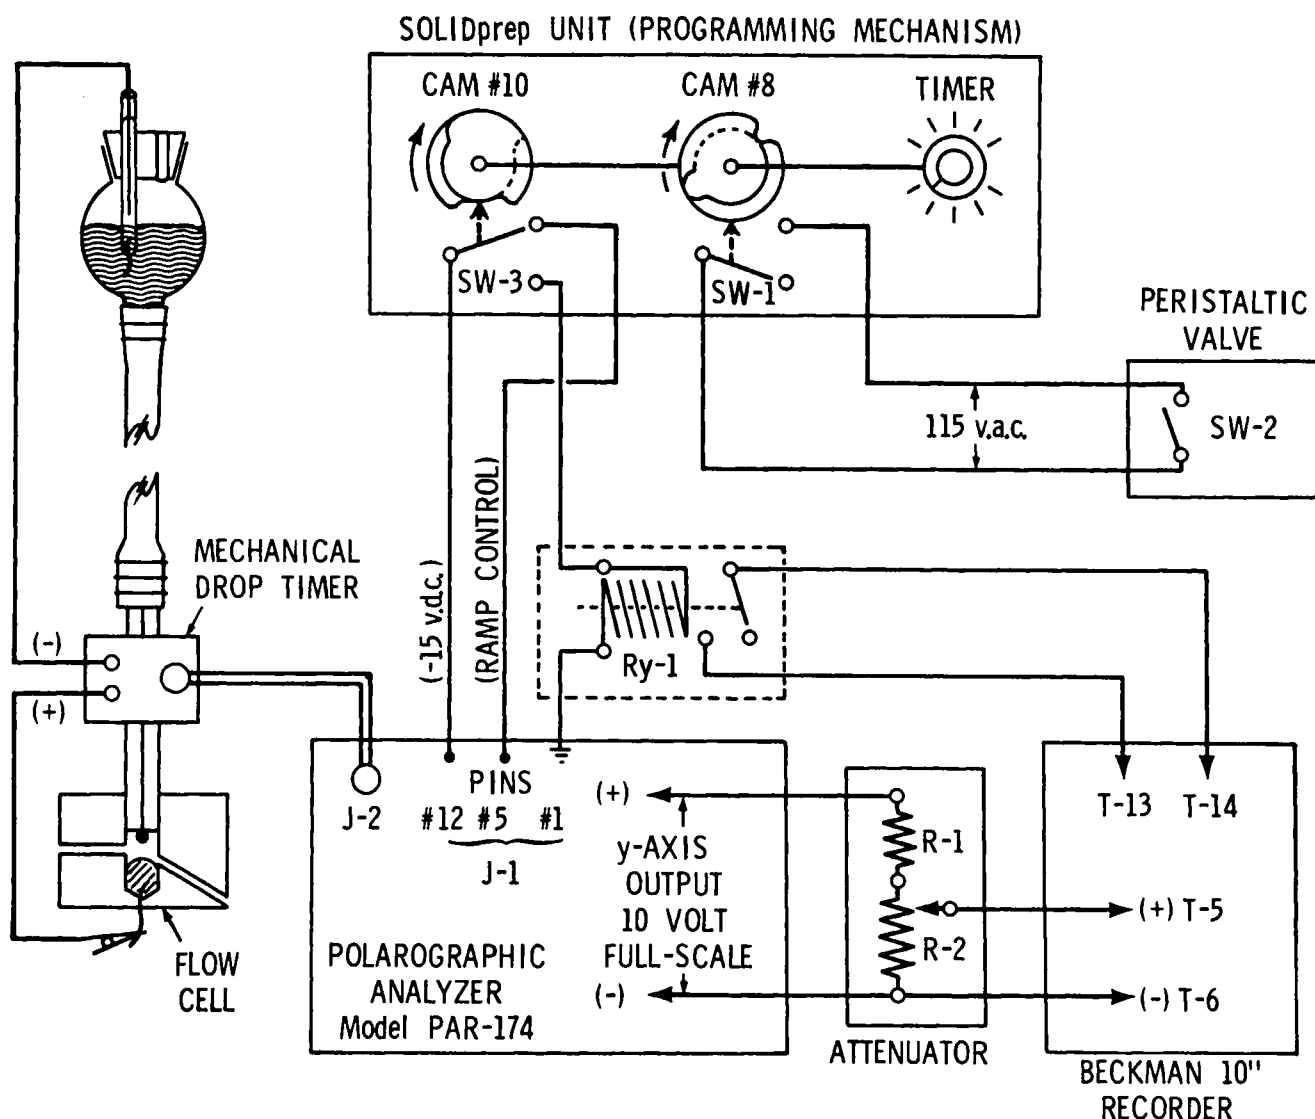 SOLIDprep UNIT (PROGRAMMING MECHANISM)
CAM #10
CAM #8
TIMER
SW-3
SW-1
PERISTALTIC
VALVE
SW-2
115 v.a.c.
MECHANICAL
DROP TIMER
(-)
(+)
(-15 v.d.c.)
(RAMP CONTROL)
Ry-1
FLOW
CELL
J-2
PINS
#12 #5 #1
J-1
POLAROGRAPHIC
ANALYZER
Model PAR-174
(+)
y-AXIS
OUTPUT
10 VOLT
FULL-SCALE
(-)
R-1
R-2
ATTENUATOR
T-13 T-14
(+) T-5
(-) T-6
BECKMAN 10"
RECORDER